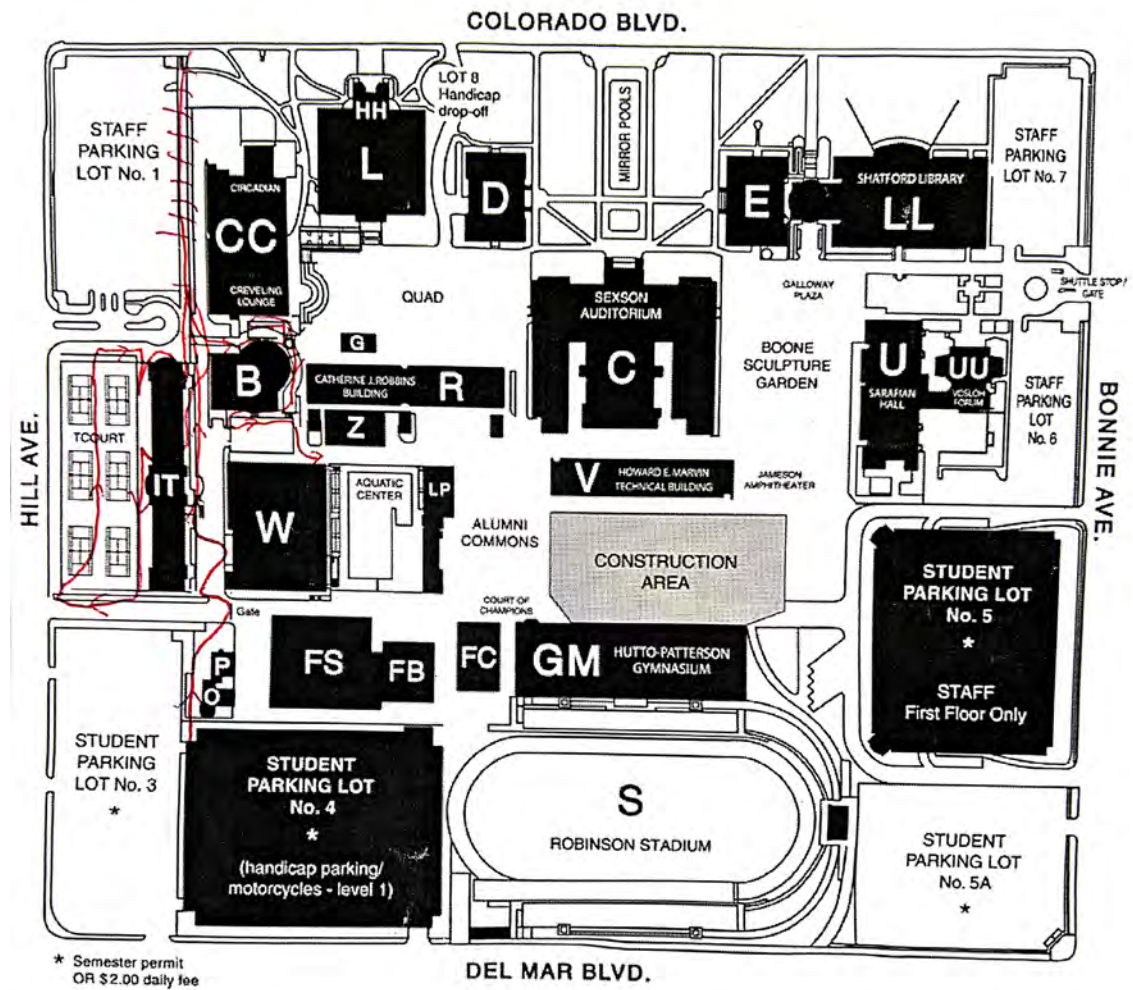 COLORADO BLVD.
LOT 8
Handicap
drop-off
HH
L
STAFF
PARKING
LOT No. 1
MIRROR POOLS
STAFF
PARKING
LOT No. 7
D
E
SHATFORD LIBRARY
LL
CIRCADIAN
CC
CREVELING
LOUNGE
QUAD
SEXSON
AUDITORIUM
C
GALLOWAY
PLAZA
SHUTTLE STOP/
GATE
G
B
CATHERINE J. ROBBINS
BUILDING
R
Z
BOONE
SCULPTURE
GARDEN
U
SARAFIAN
HALL
UU
VOSLOH
FORUM
STAFF
PARKING
LOT
No. 6
BONNIE AVE.
HILL AVE.
TCOURT
IT
W
AQUATIC
CENTER
LP
V
HOWARD E. MARVIN
TECHNICAL BUILDING
JAMESON
AMPHITHEATER
ALUMNI
COMMONS
CONSTRUCTION
AREA
COURT OF
CHAMPIONS
Gate
STUDENT
PARKING LOT
No. 5
*
STAFF
First Floor Only
P
O
FS
FB
FC
GM
HUTTO-PATTERSON
GYMNASIUM
STUDENT
PARKING
LOT No. 3
*
STUDENT
PARKING LOT
No. 4
*
(handicap parking/
motorcycles - level 1)
S
ROBINSON STADIUM
STUDENT
PARKING LOT
No. 5A
*
DEL MAR BLVD.
* Semester permit
OR $2.00 daily fee